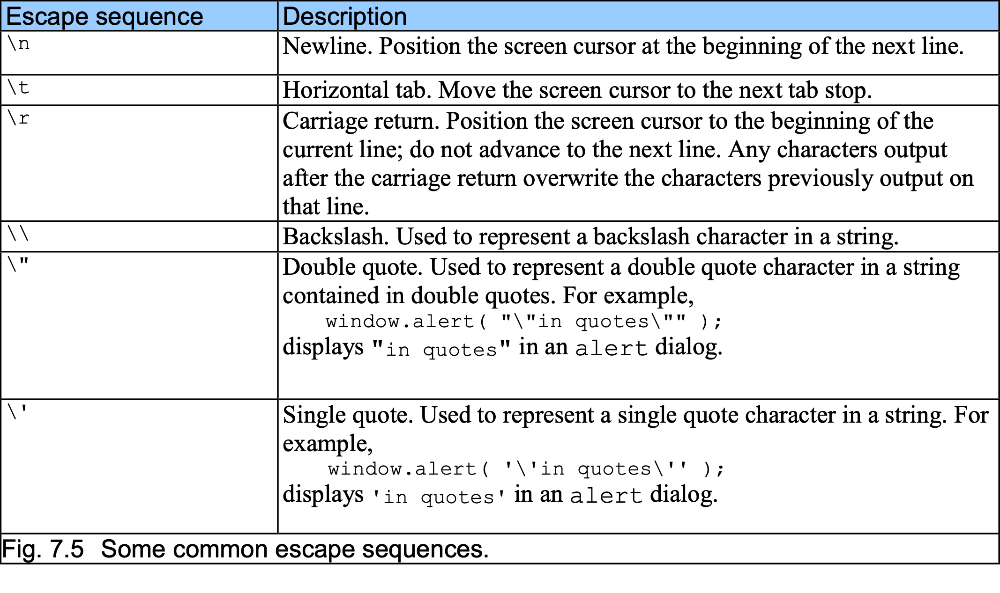 Escape sequence Description
\n Newline. Position the screen cursor at the beginning of the next line.
\t Horizontal tab. Move the screen cursor to the next tab stop.
\r Carriage return. Position the screen cursor to the beginning of the
current line; do not advance to the next line. Any characters output
after the carriage return overwrite the characters previously output on
that line.
\\ Backslash. Used to represent a backslash character in a string.
\" Double quote. Used to represent a double quote character in a string
contained in double quotes. For example,
window.alert( "\"in quotes\"" );
displays "in quotes" in an alert dialog.
\' Single quote. Used to represent a single quote character in a string. For
example,
window.alert( '\'in quotes\'' );
displays 'in quotes' in an alert dialog.
Fig. 7.5 Some common escape sequences.